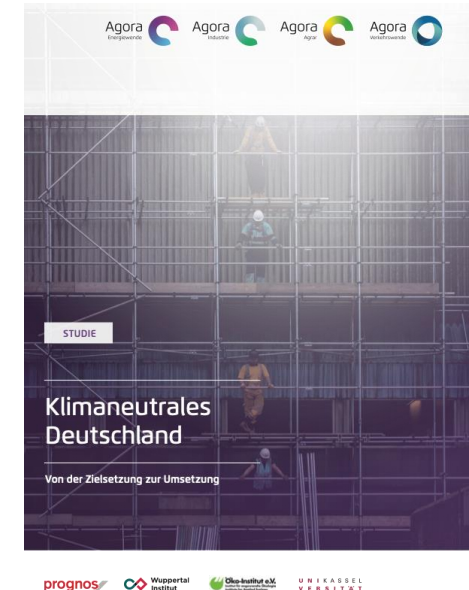 Agora
Energiewende
Agora
Industrie
Agora
Agrar
Agora
Verkehrswende
STUDIE
Klimaneutrales
Deutschland
Von der Zielsetzung zur Umsetzung
prognos
Wuppertal
Institut
Öko-Institut e.V.
UNIKASSEL
VERSITÄT